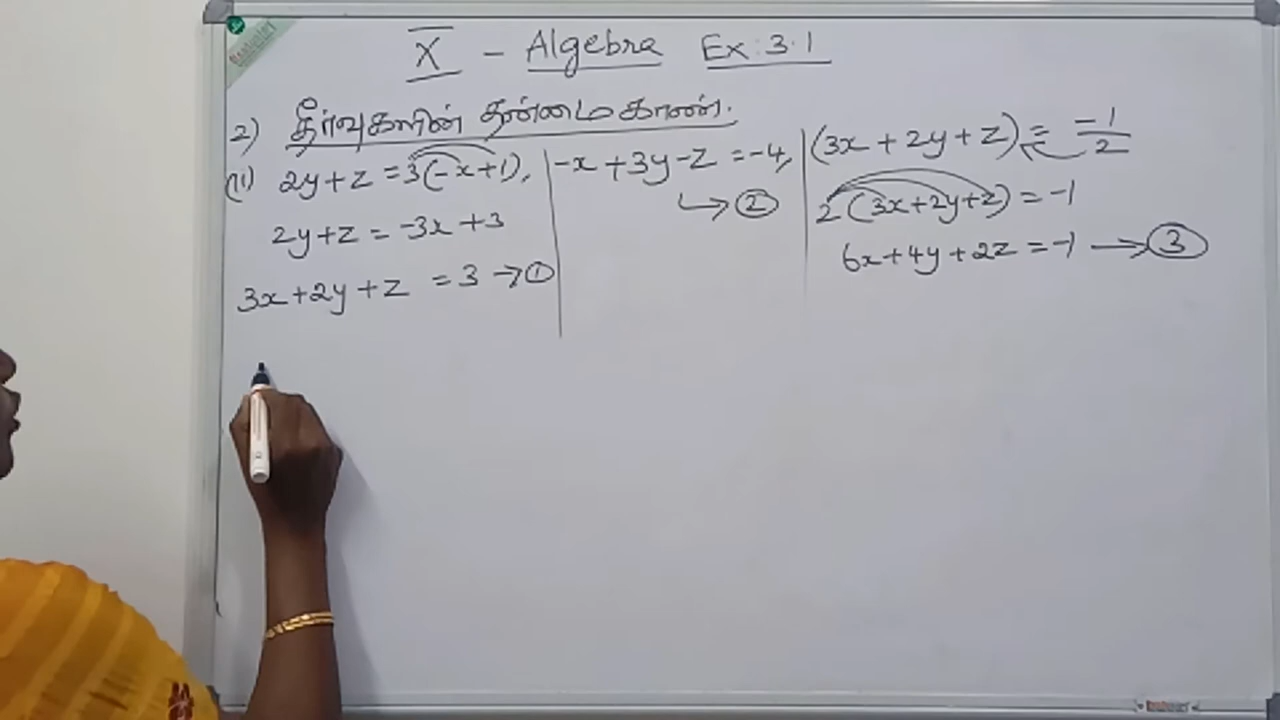 X - Algebra Ex: 3.1
2) தீர்வுகளின் தன்மை காண்.
(ii) 2y+z = 3(-x+1),
2y+z = -3x+3
3x+2y+z = 3 → ①
-x+3y-z = -4,
↳ ②
(3x+2y+z) = -1/2
2(3x+2y+z) = -1
6x+4y+2z = -1 → ③